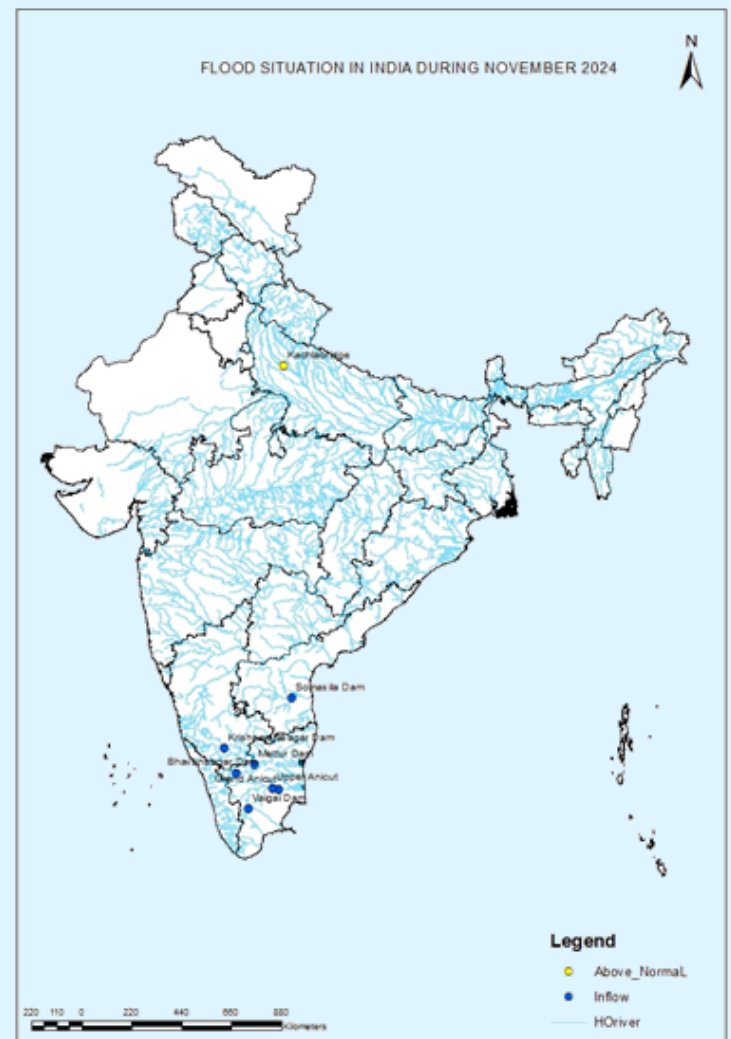 N
FLOOD SITUATION IN INDIA DURING NOVEMBER 2024
Somasila Dam
Mettur Dam
Upper Anicut
Vaigai Dam
Legend
Above_NormaL
Inflow
HOriver
220 110 0 220 440 660 880
Kilometers